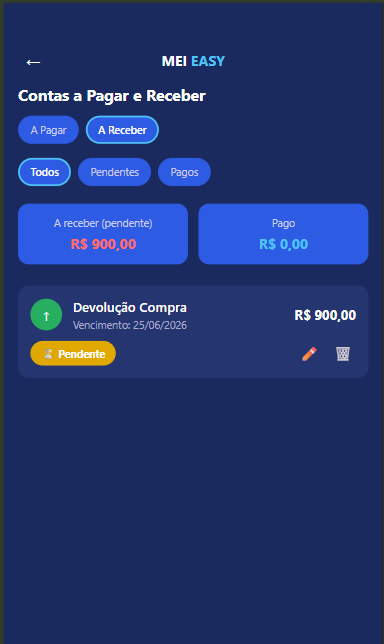 MEI EASY
Contas a Pagar e Receber
A Pagar
A Receber
Todos
Pendentes
Pagos
A receber (pendente)
R$ 900,00
Pago
R$ 0,00
Devolução Compra
Vencimento: 25/06/2026
R$ 900,00
Pendente